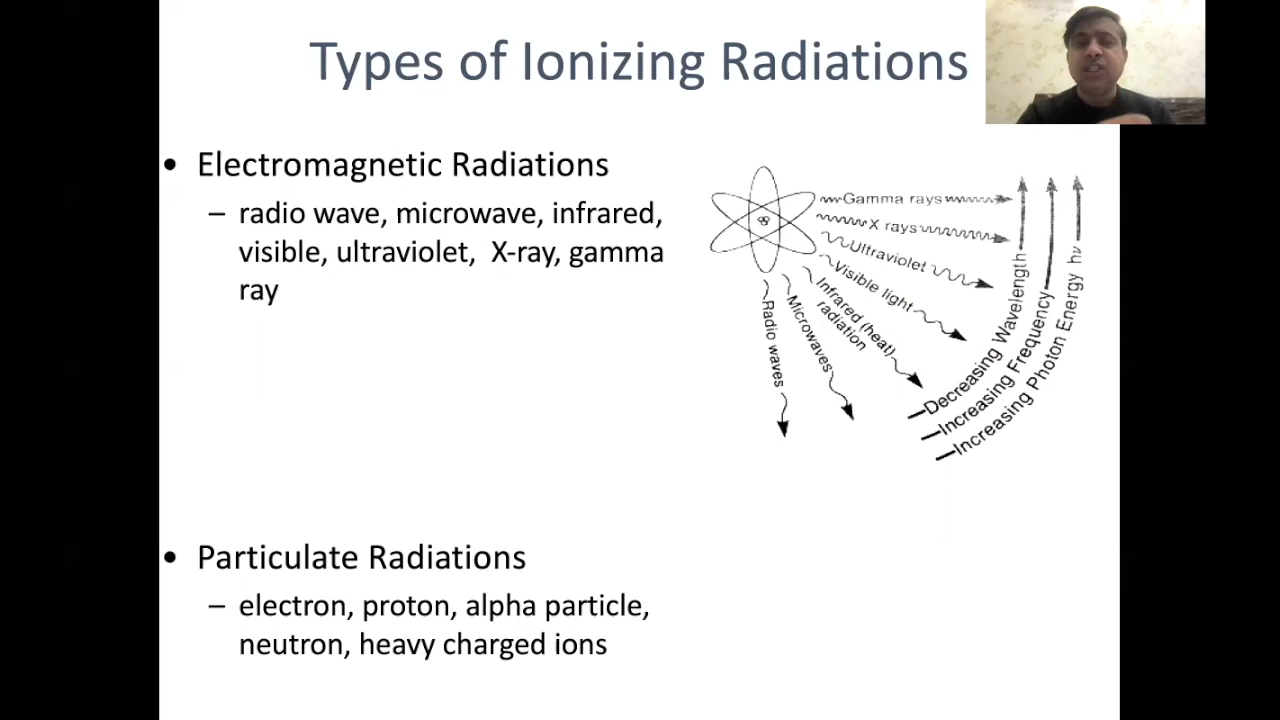 Types of Ionizing Radiations
• Electromagnetic Radiations
– radio wave, microwave, infrared,
visible, ultraviolet, X-ray, gamma
ray
Gamma rays
X rays
Ultraviolet
Visible light
Infrared (heat)
radiation
Microwaves
Radio waves
Decreasing Wavelength
Increasing Frequency
Increasing Photon Energy hν
• Particulate Radiations
– electron, proton, alpha particle,
neutron, heavy charged ions